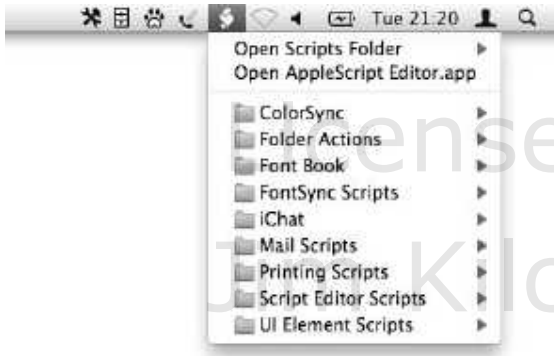 Tue 21:20
Open Scripts Folder
Open AppleScript Editor.app
ColorSync
Folder Actions
Font Book
FontSync Scripts
iChat
Mail Scripts
Printing Scripts
Script Editor Scripts
UI Element Scripts